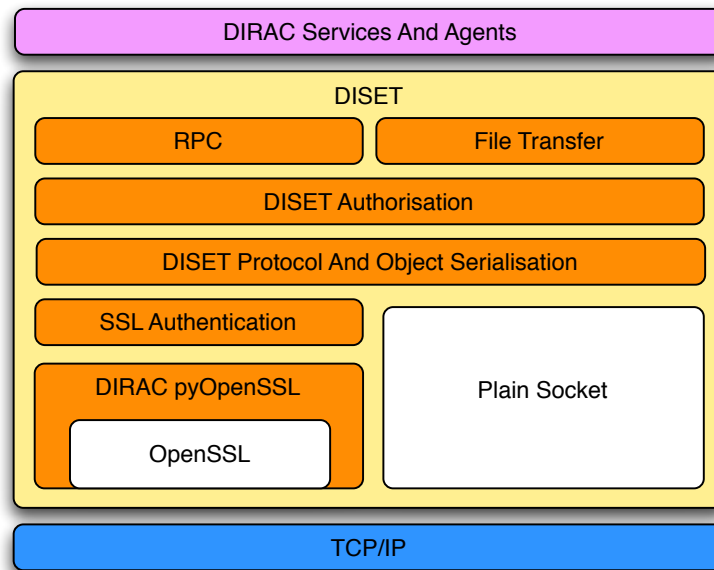 DIRAC Services And Agents
DISET
RPC
File Transfer
DISET Authorisation
DISET Protocol And Object Serialisation
SSL Authentication
DIRAC pyOpenSSL
Plain Socket
OpenSSL
TCP/IP